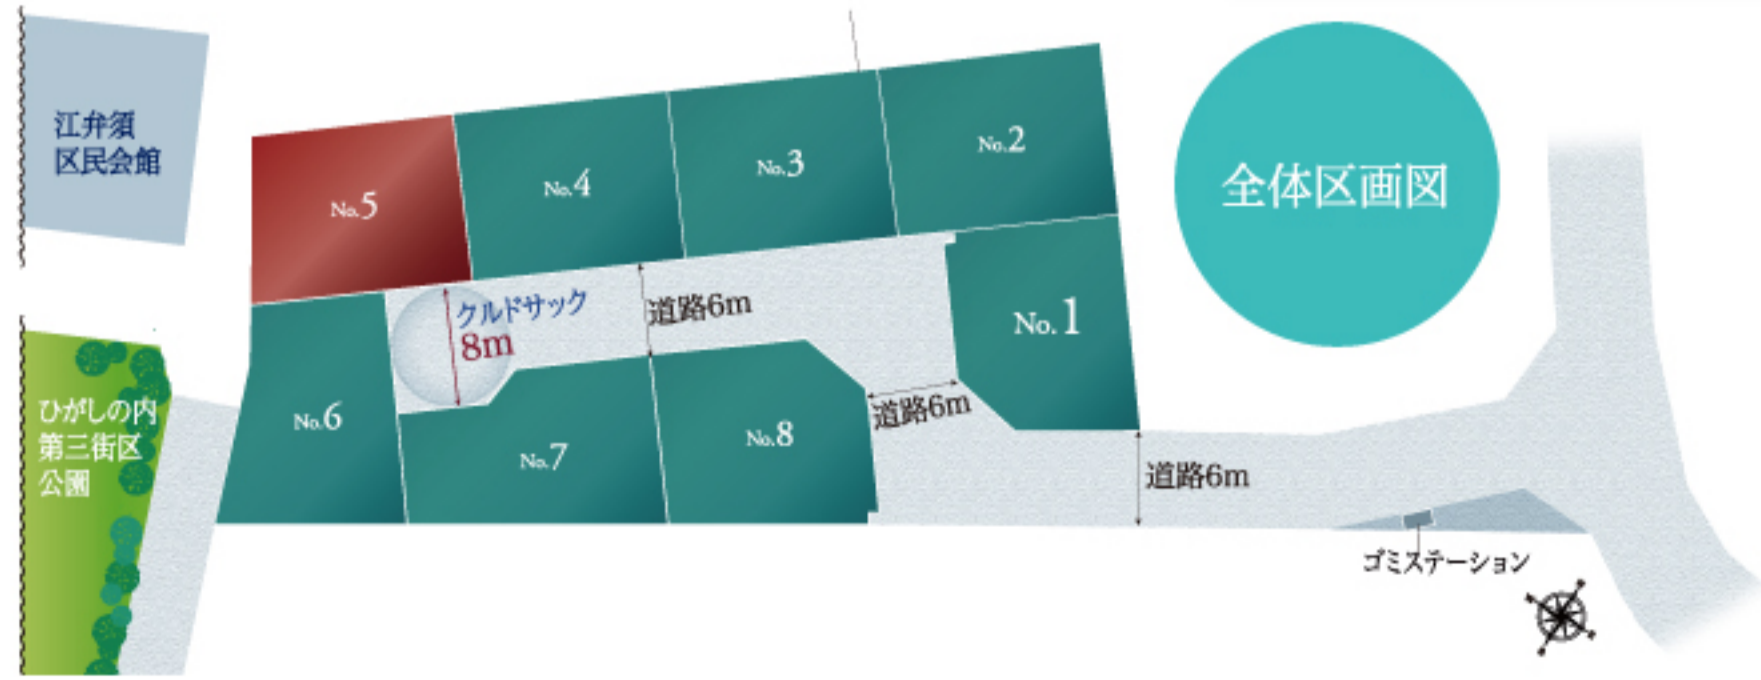 江弁須
区民会館
No.5
No.4
No.3
No.2
全体区画図
クルドサック
8m
道路6m
No.1
No.6
No.7
No.8
道路6m
道路6m
ひがしの内
第三街区
公園
ゴミステーション